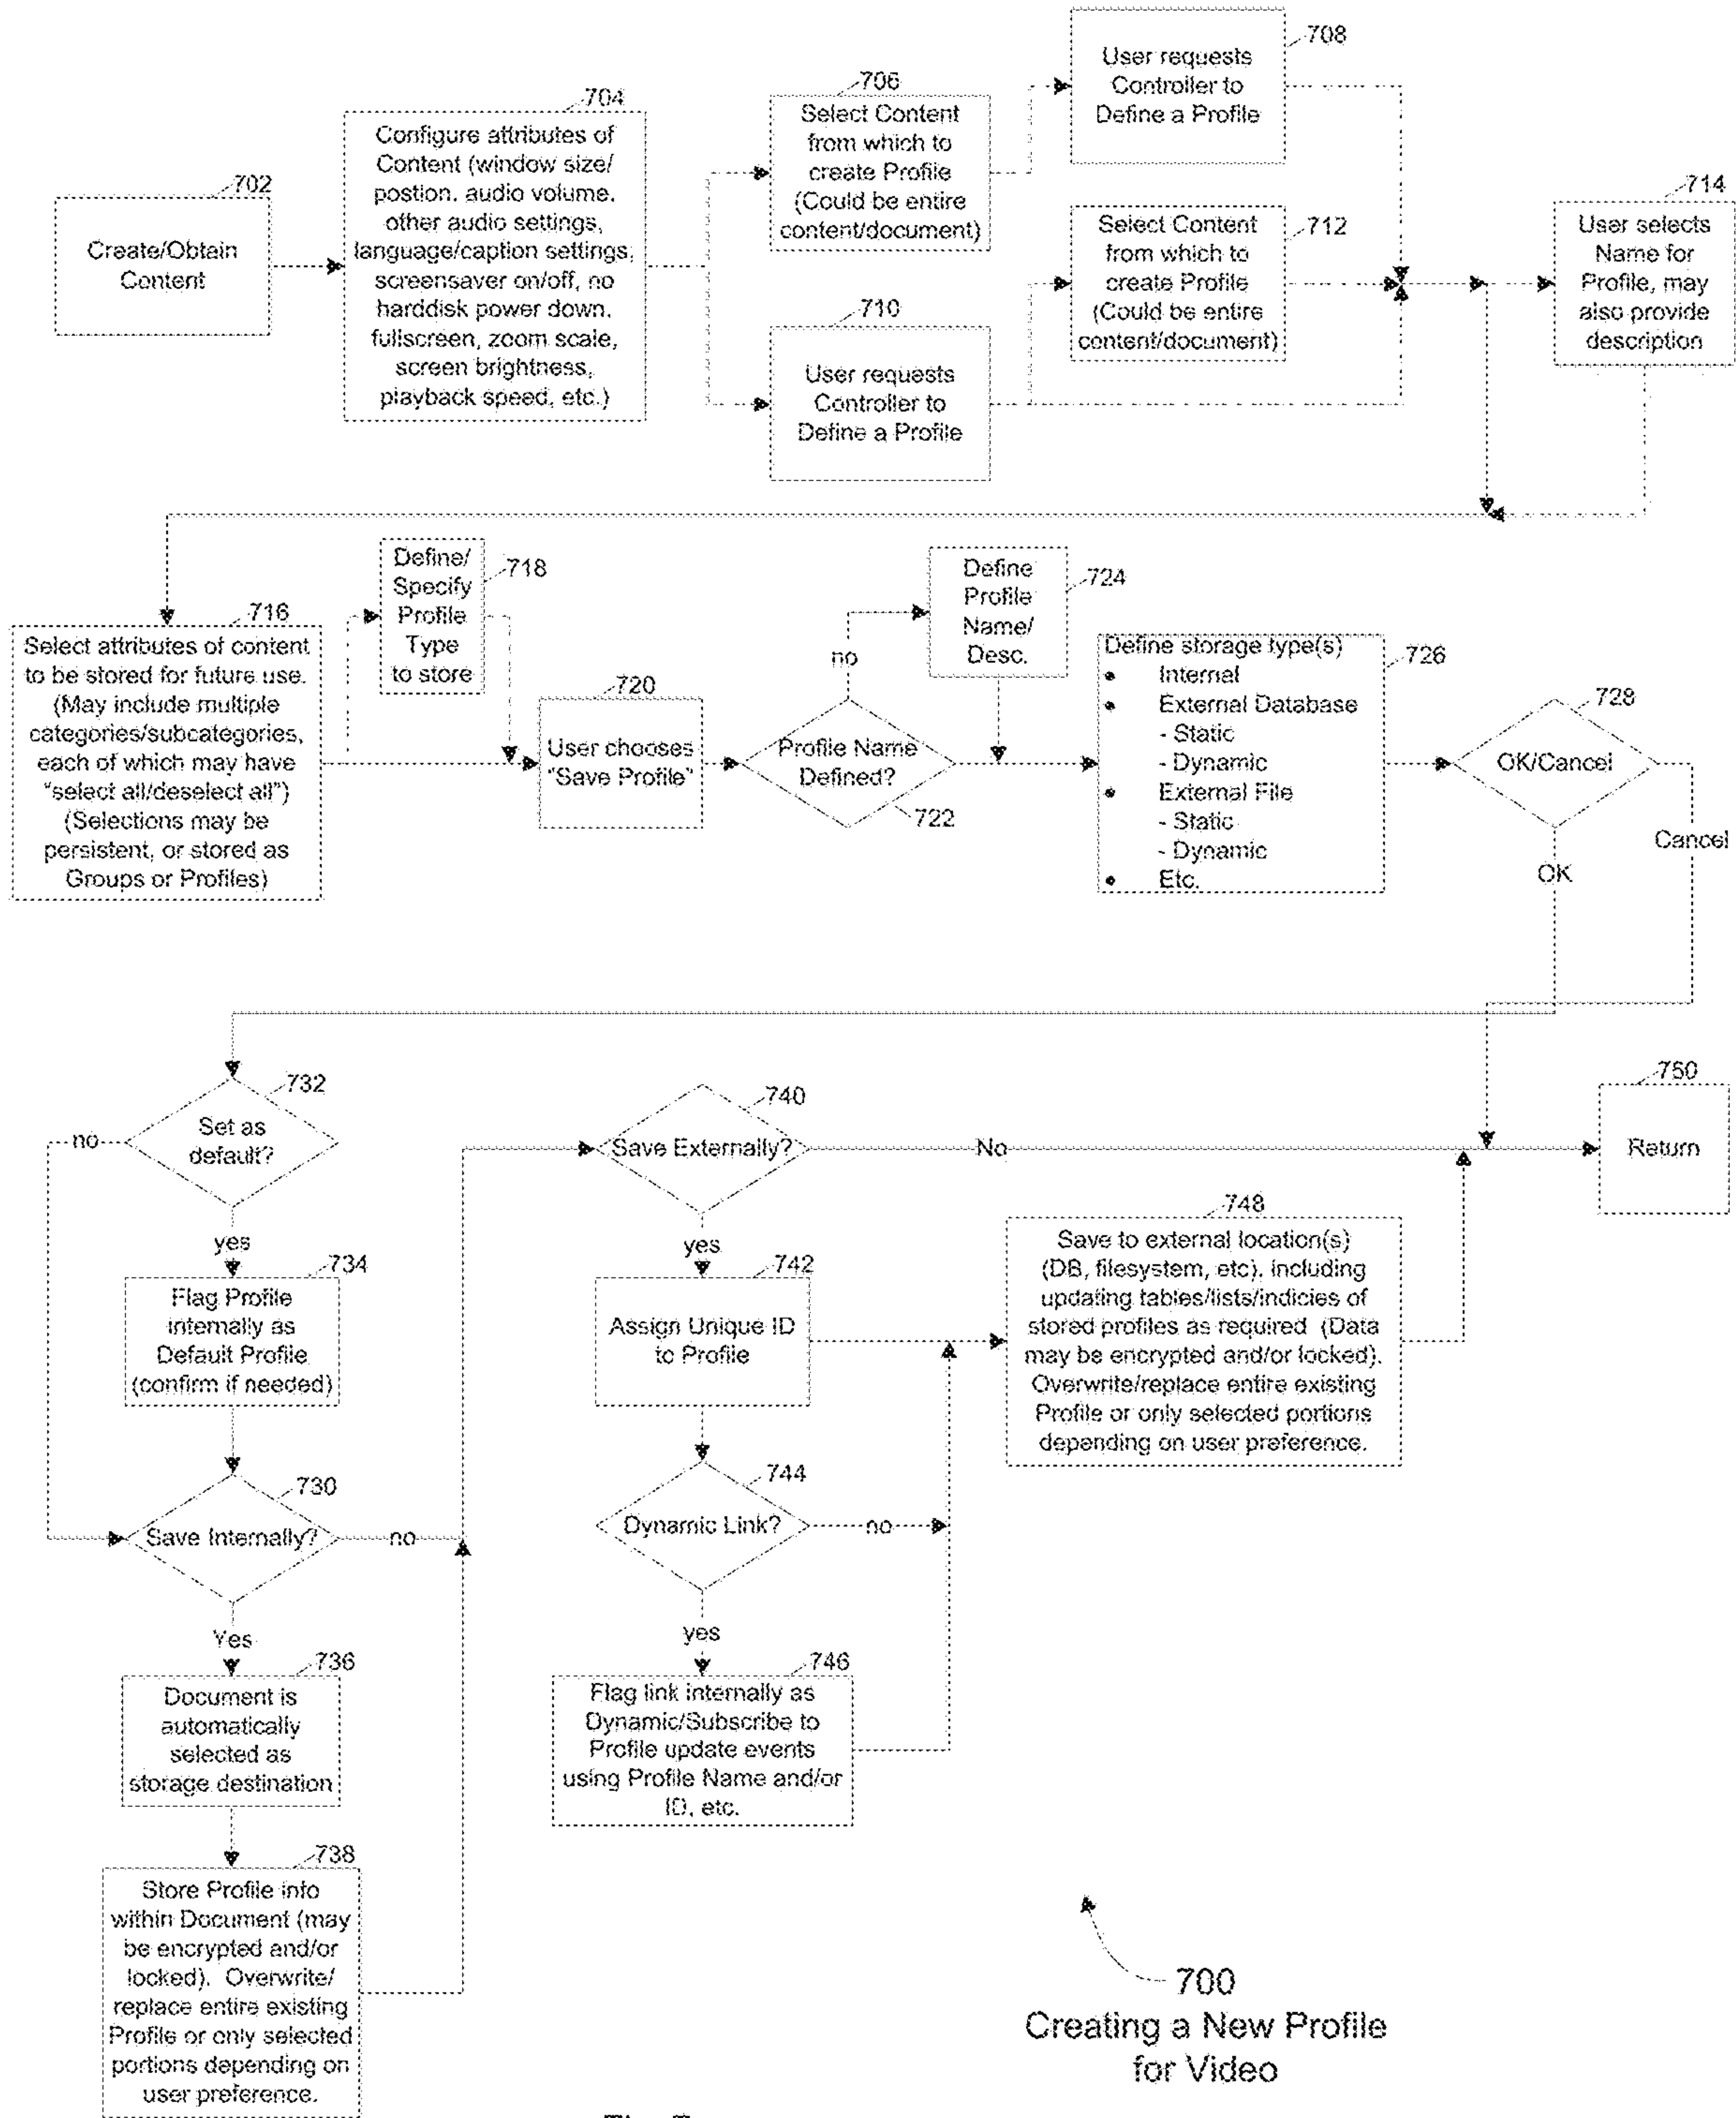 702
Create/Obtain
Content
704
Configure attributes of
Content (window size/
postion. audio volume.
other audio settings,
language/caption settings,
screensaver on/off, no
harddisk power down.
fullscreen, zoom scale,
screen brightness,
playback speed, etc.)
706
Select Content
from which to
create Profile
(Could be entire
content/document)
708
User requests
Controller to
Define a Profile
710
User requests
Controller to
Define a Profile
712
Select Content
from which to
create Profile
(Could be entire
content/document)
714
User selects
Name for
Profile, may
also provide
description
716
Select attributes of content
to be stored for future use.
(May include multiple
categories/subcategories,
each of which may have
"select all/deselect all")
(Selections may be
persistent, or stored as
Groups or Profiles)
718
Define/
Specify
Profile
Type
to store
720
User chooses
"Save Profile"
722
Profile Name
Defined?
no
724
Define
Profile
Name/
Desc.
726
Define storage type(s)
• Internal
• External Database
- Static
- Dynamic
• External File
- Static
- Dynamic
• Etc.
728
OK/Cancel
Cancel
OK
732
Set as
default?
no
yes
734
Flag Profile
internally as
Default Profile
(confirm if needed)
730
Save Internally?
no
Yes
736
Document is
automatically
selected as
storage destination
738
Store Profile info
within Document (may
be encrypted and/or
locked). Overwrite/
replace entire existing
Profile or only selected
portions depending on
user preference.
740
Save Externally?
No
yes
742
Assign Unique ID
to Profile
744
Dynamic Link?
no
yes
746
Flag link internally as
Dynamic/Subscribe to
Profile update events
using Profile Name and/or
ID, etc.
748
Save to external location(s)
(DB, filesystem, etc). including
updating tables/lists/indicies of
stored profiles as required (Data
may be encrypted and/or locked).
Overwrite/replace entire existing
Profile or only selected portions
depending on user preference.
750
Return
700
Creating a New Profile
for Video